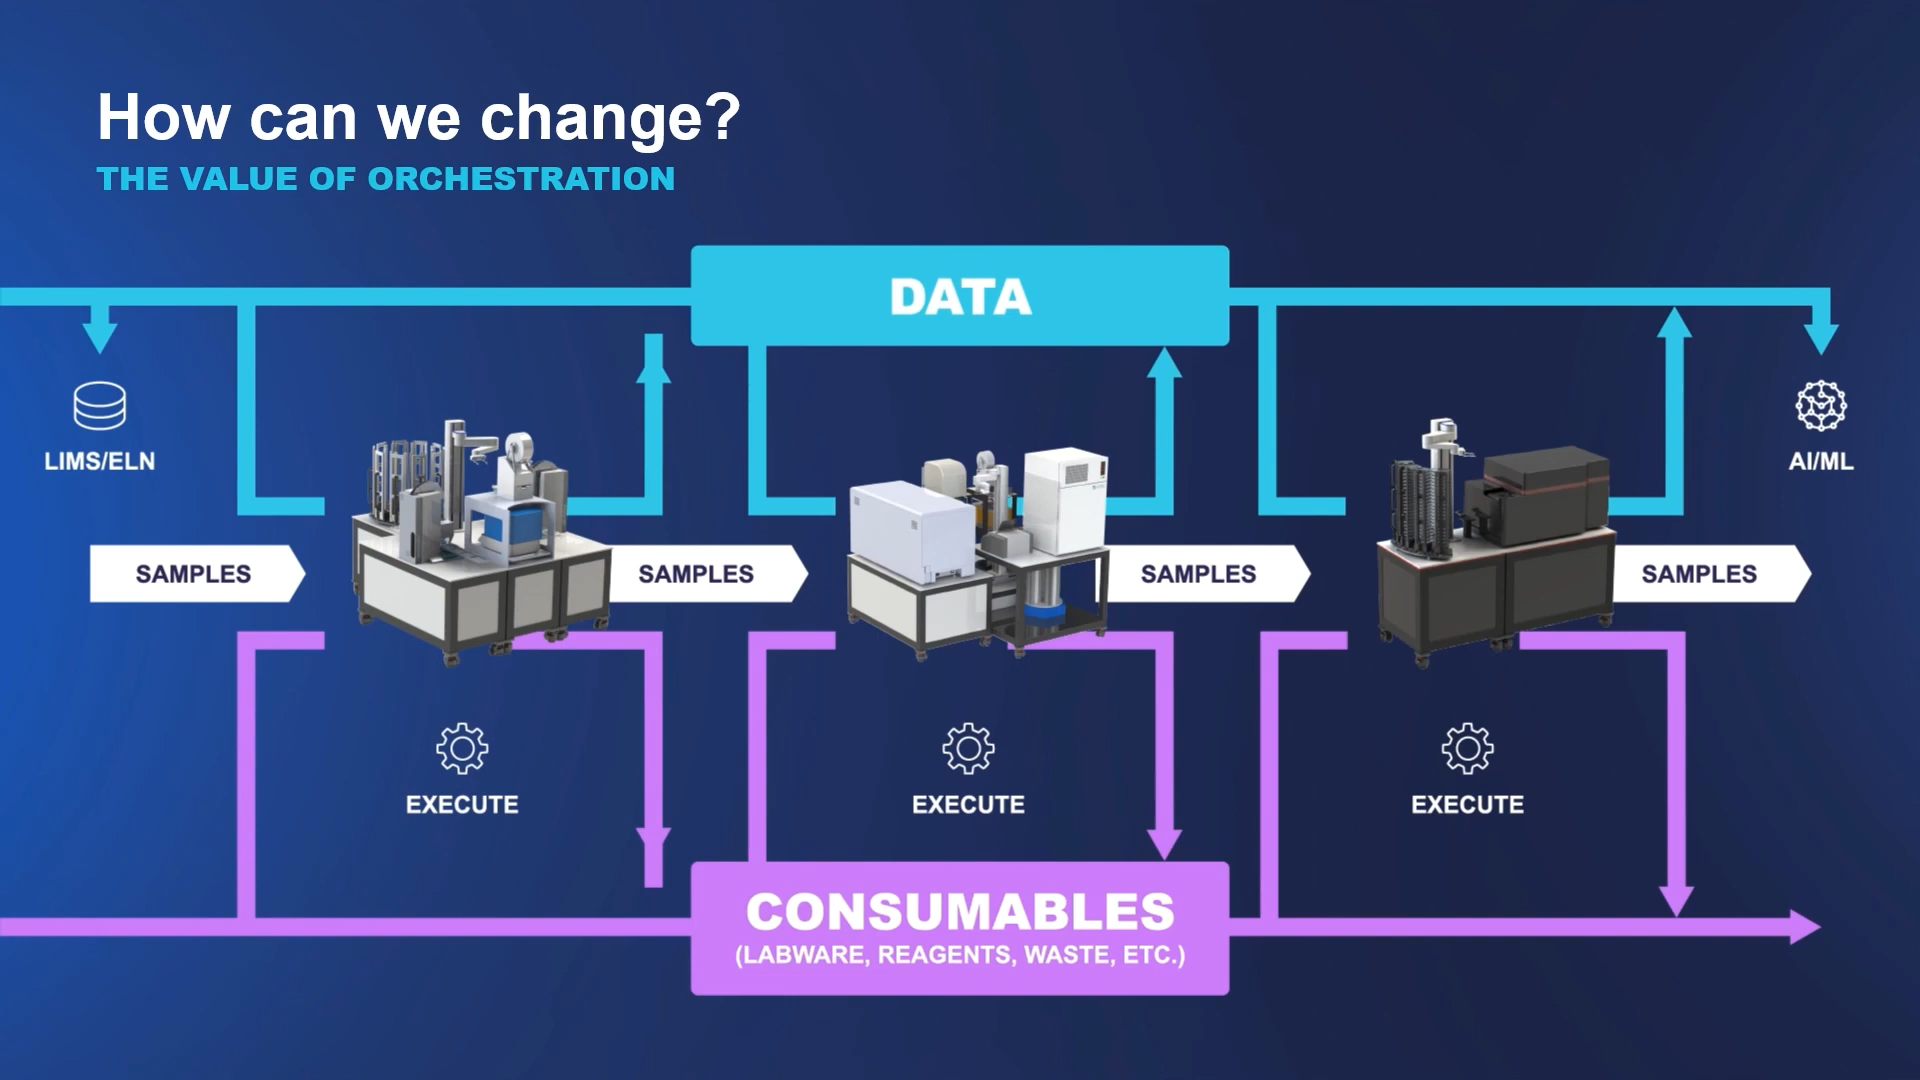 How can we change?
THE VALUE OF ORCHESTRATION
DATA
LIMS/ELN
AI/ML
SAMPLES
SAMPLES
SAMPLES
SAMPLES
EXECUTE
EXECUTE
EXECUTE
CONSUMABLES
(LABWARE, REAGENTS, WASTE, ETC.)